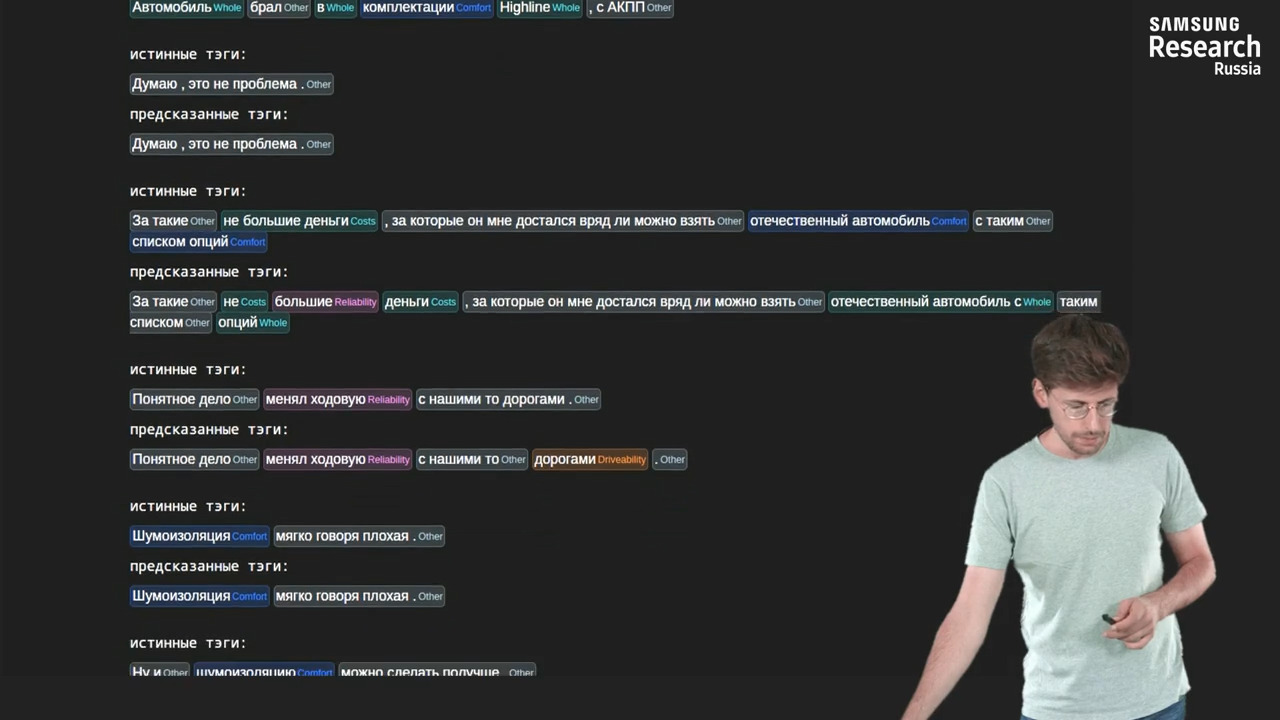 Автомобиль Whole брал Other в Whole комплектации Comfort Highline Whole , с АКПП Other
SAMSUNG
Research
Russia
истинные тэги:
Думаю , это не проблема . Other
предсказанные тэги:
Думаю , это не проблема . Other
истинные тэги:
За такие Other не большие деньги Costs , за которые он мне достался вряд ли можно взять Other отечественный автомобиль Comfort с таким Other
списком опций Comfort
предсказанные тэги:
За такие Other не Costs большие Reliability деньги Costs , за которые он мне достался вряд ли можно взять Other отечественный автомобиль с Whole таким
списком Other опций Whole
истинные тэги:
Понятное дело Other менял ходовую Reliability с нашими то дорогами . Other
предсказанные тэги:
Понятное дело Other менял ходовую Reliability с нашими то Other дорогами Driveability . Other
истинные тэги:
Шумоизоляция Comfort мягко говоря плохая . Other
предсказанные тэги:
Шумоизоляция Comfort мягко говоря плохая . Other
истинные тэги:
Ну и Other шумоизоляцию Comfort можно сделать получше . Other